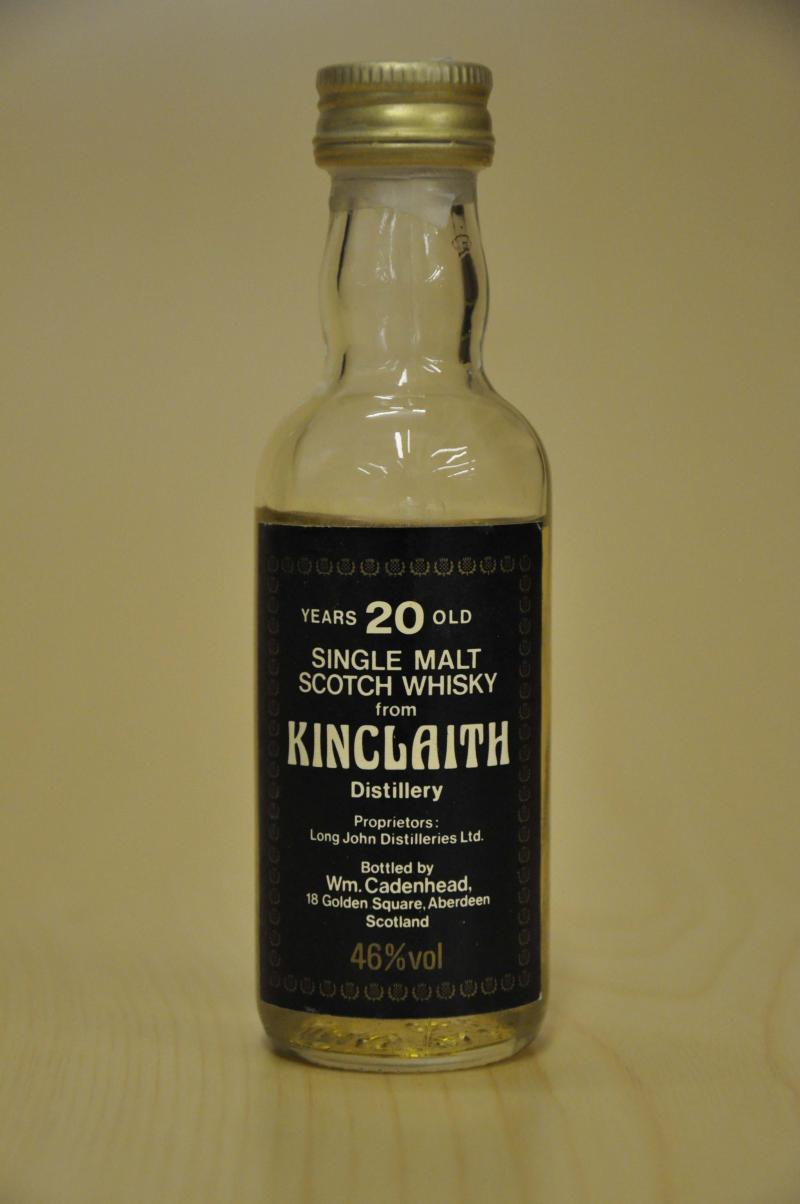 YEARS 20 OLD
SINGLE MALT
SCOTCH WHISKY
from
KINCLAITH
Distillery
Proprietors:
Long John Distilleries Ltd.
Bottled by
Wm. Cadenhead,
18 Golden Square, Aberdeen
Scotland
46%vol